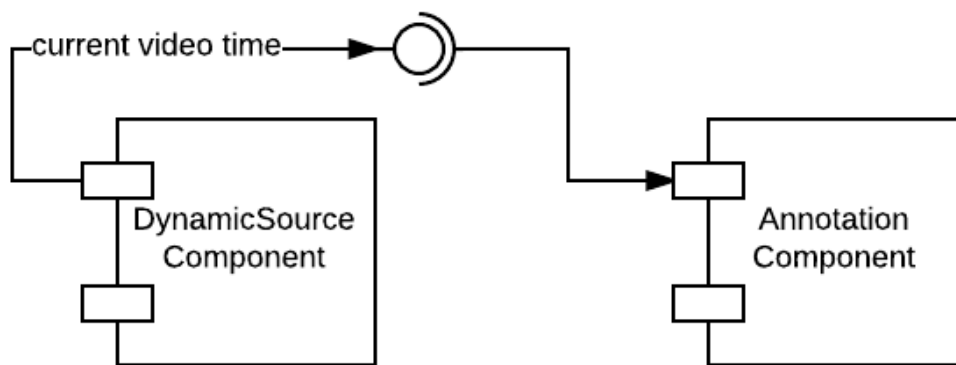 current video time
DynamicSource
Component
Annotation
Component